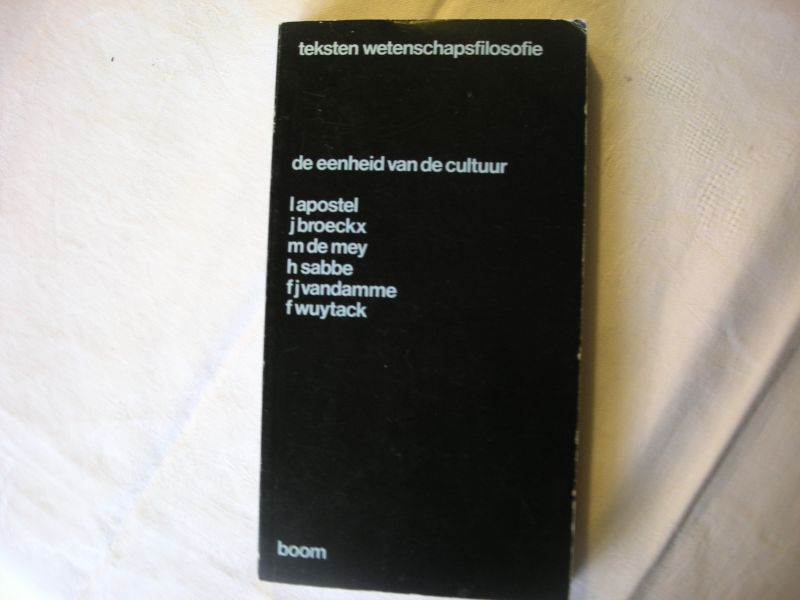 teksten wetenschapsfilosofie
de eenheid van de cultuur
l apostel
j broeckx
m de mey
h sabbe
f j vandamme
f wuytack
boom